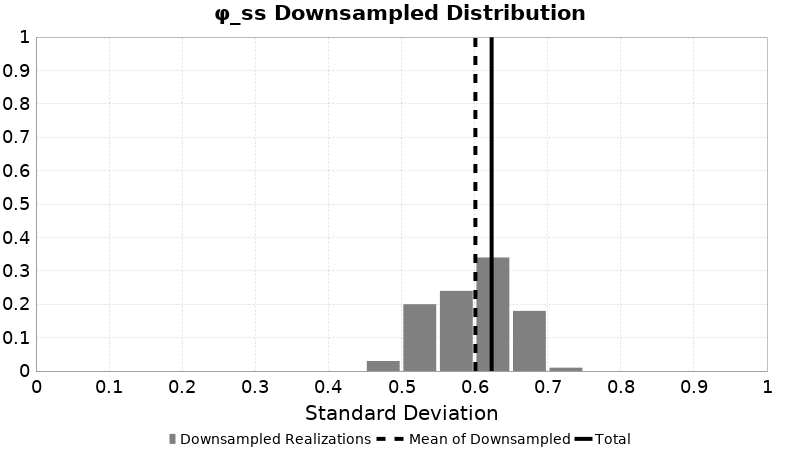 φ_ss Downsampled Distribution
1
0.9
0.8
0.7
0.6
0.5
0.4
0.3
0.2
0.1
0
0 0.1 0.2 0.3 0.4 0.5 0.6 0.7 0.8 0.9 1
Standard Deviation
Downsampled Realizations Mean of Downsampled Total